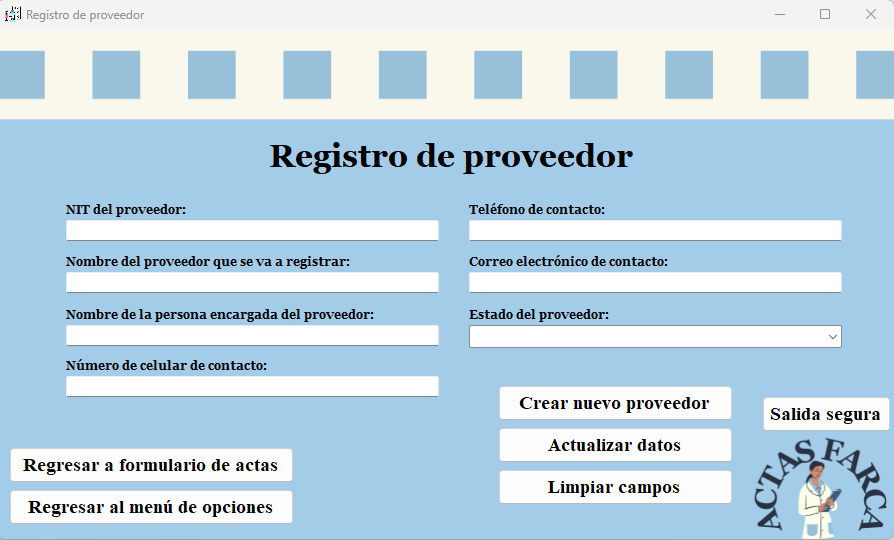 Registro de proveedor
Registro de proveedor
NIT del proveedor:
Teléfono de contacto:
Nombre del proveedor que se va a registrar:
Correo electrónico de contacto:
Nombre de la persona encargada del proveedor:
Estado del proveedor:
Número de celular de contacto:
Crear nuevo proveedor
Salida segura
Actualizar datos
Regresar a formulario de actas
Limpiar campos
Regresar al menú de opciones
ACTAS FARCA